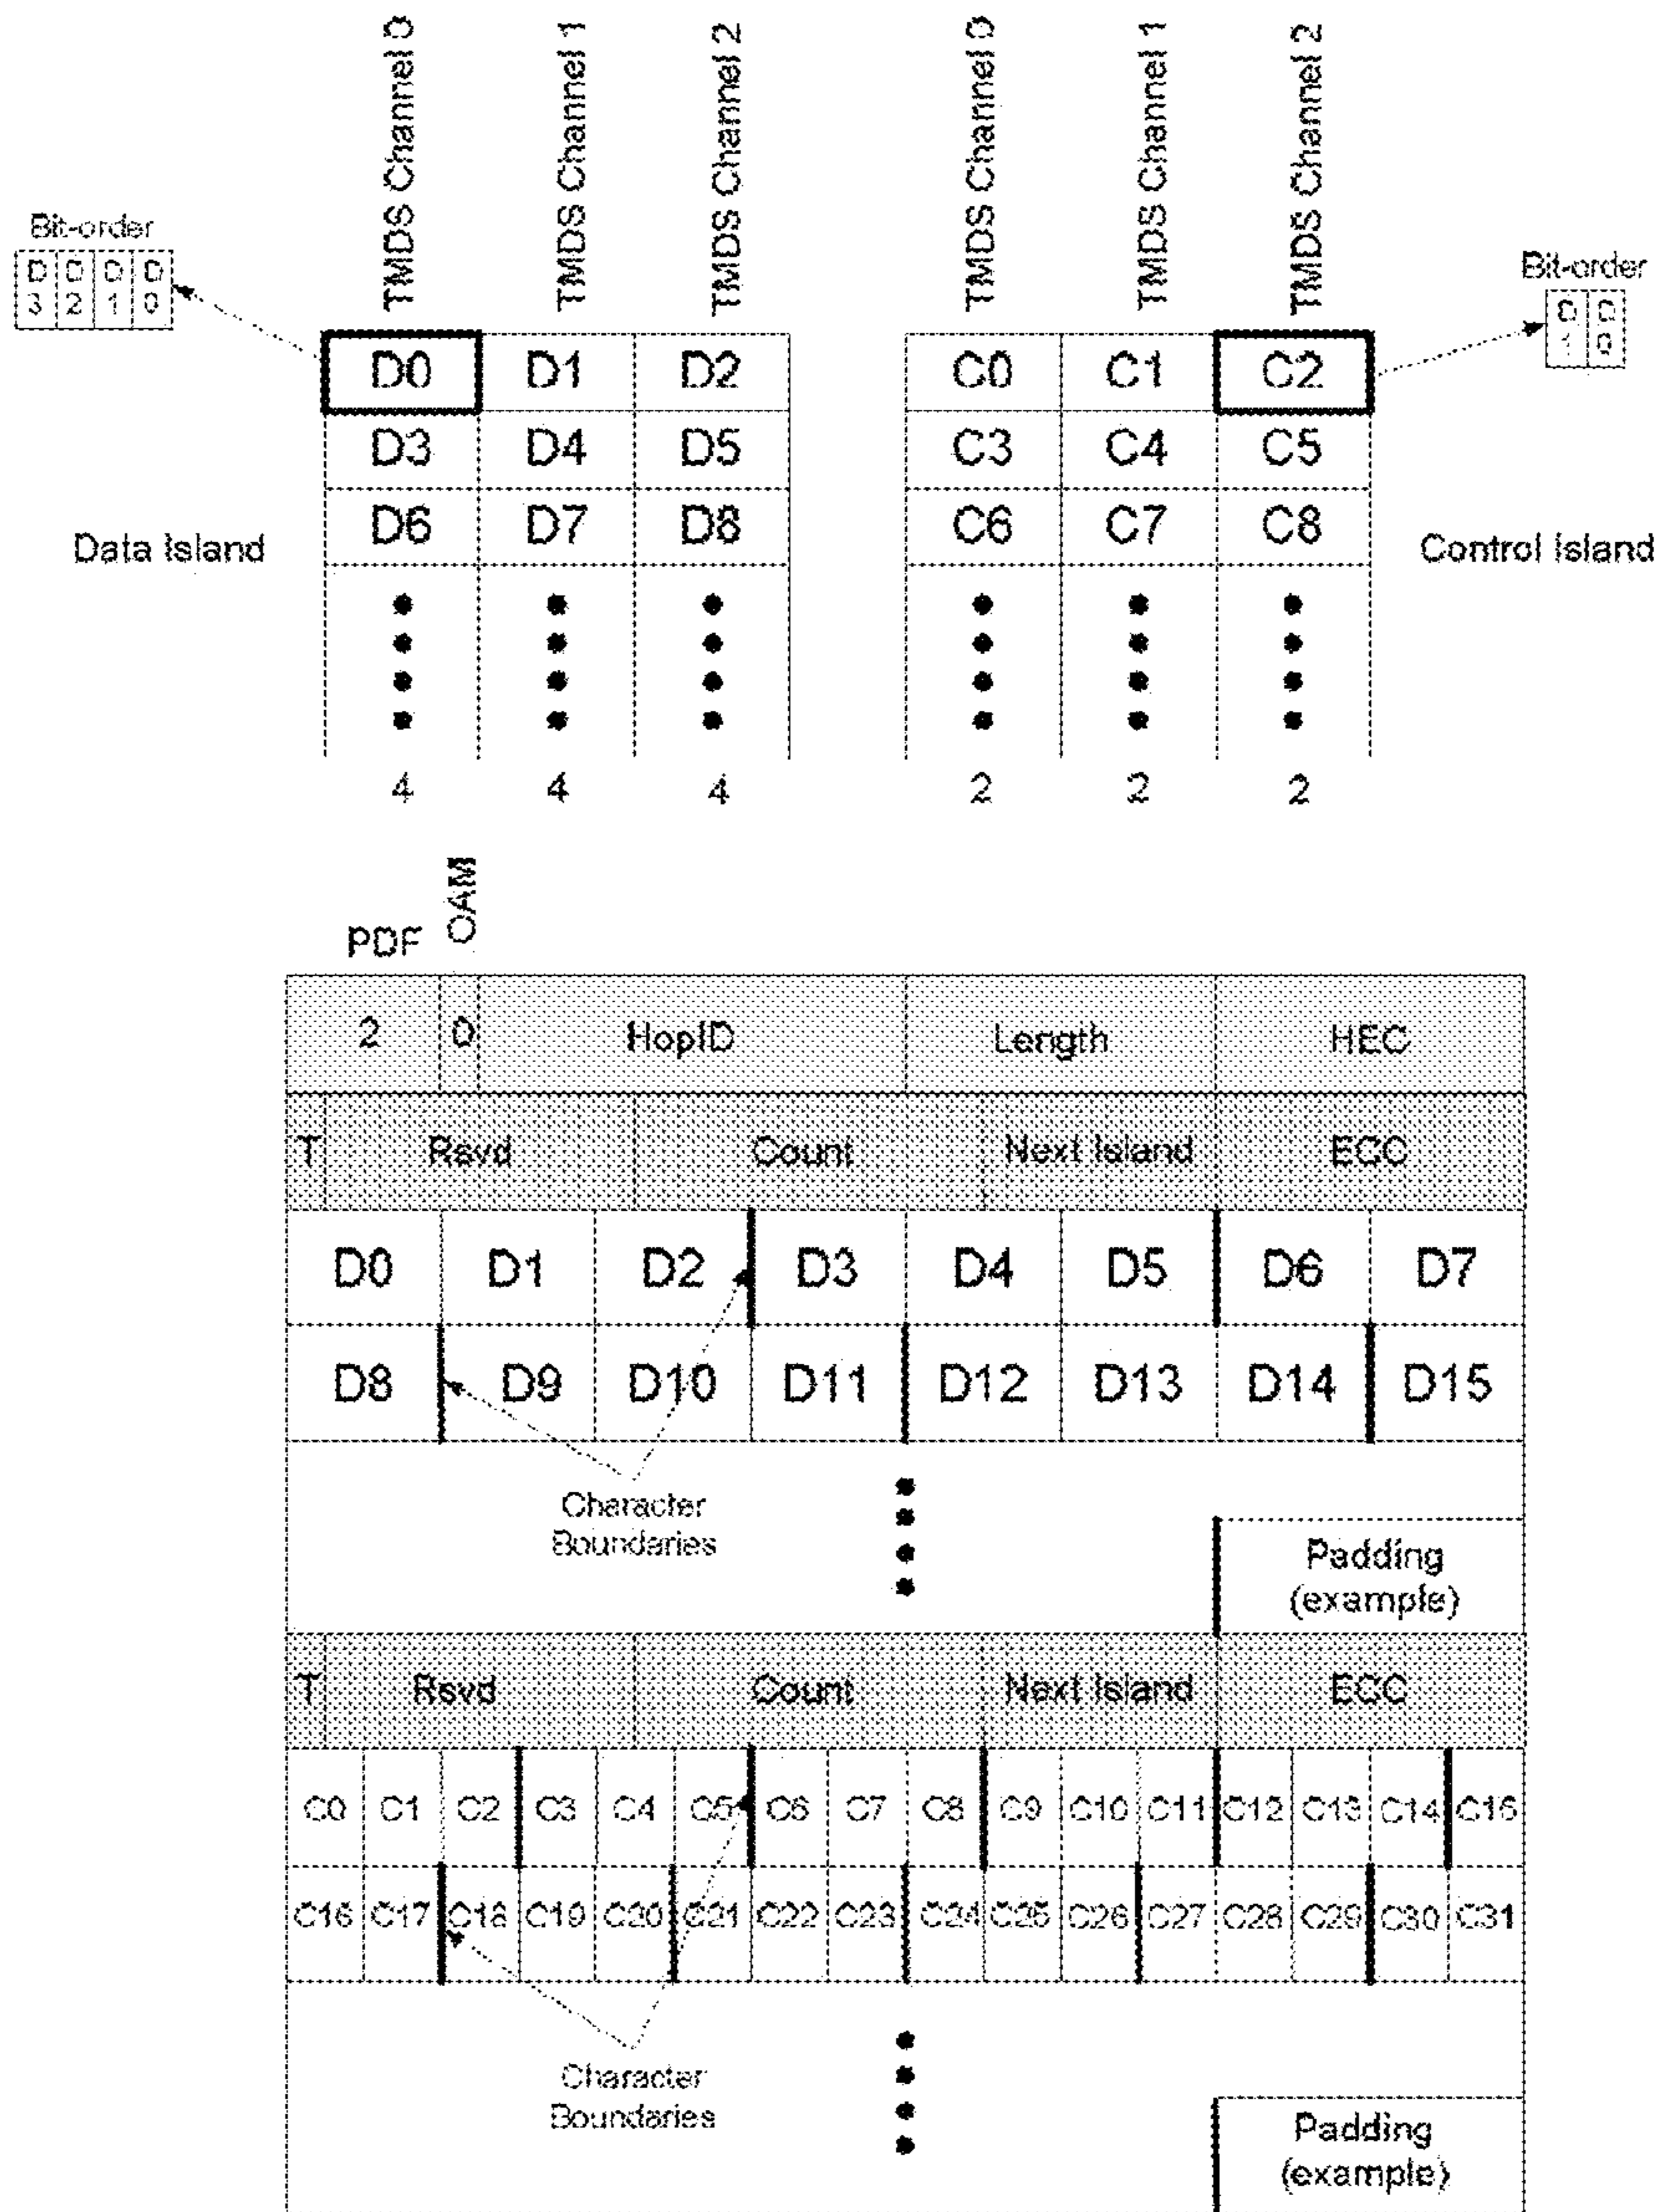 TMDS Channel 0 TMDS Channel 1 TMDS Channel 2 TMDS Channel 0 TMDS Channel 1 TMDS Channel 2
Bit-order
D3 D2 D1 D0
Bit-order
D1 D0
D0 D1 D2 C0 C1 C2
D3 D4 D5 C3 C4 C5
D6 D7 D8 C6 C7 C8
Data Island
Control Island
4 4 4 2 2 2
PDF OAM
2 0 HopID Length HEC
T Rsvd Count Next Island ECC
D0 D1 D2 D3 D4 D5 D6 D7
D8 D9 D10 D11 D12 D13 D14 D15
Character
Boundaries
Padding
(example)
T Rsvd Count Next Island ECC
C0 C1 C2 C3 C4 C5 C6 C7 C8 C9 C10 C11 C12 C13 C14 C15
C16 C17 C18 C19 C20 C21 C22 C23 C24 C25 C26 C27 C28 C29 C30 C31
Character
Boundaries
Padding
(example)